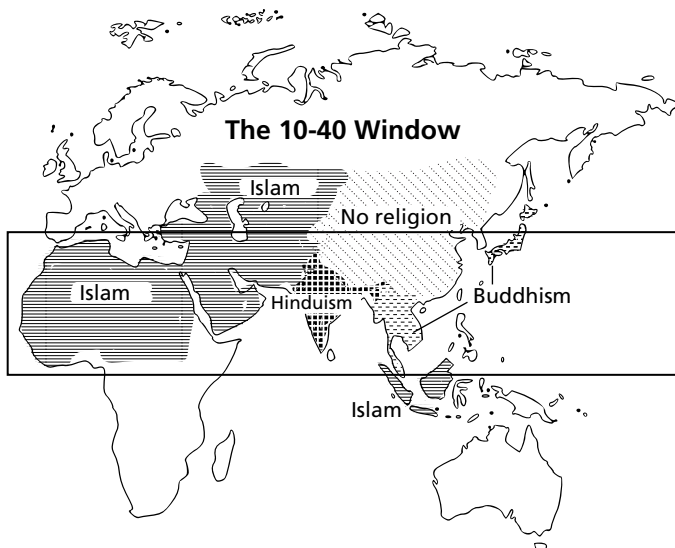 The 10-40 Window
Islam
No religion
Islam
Hinduism
Buddhism
Islam